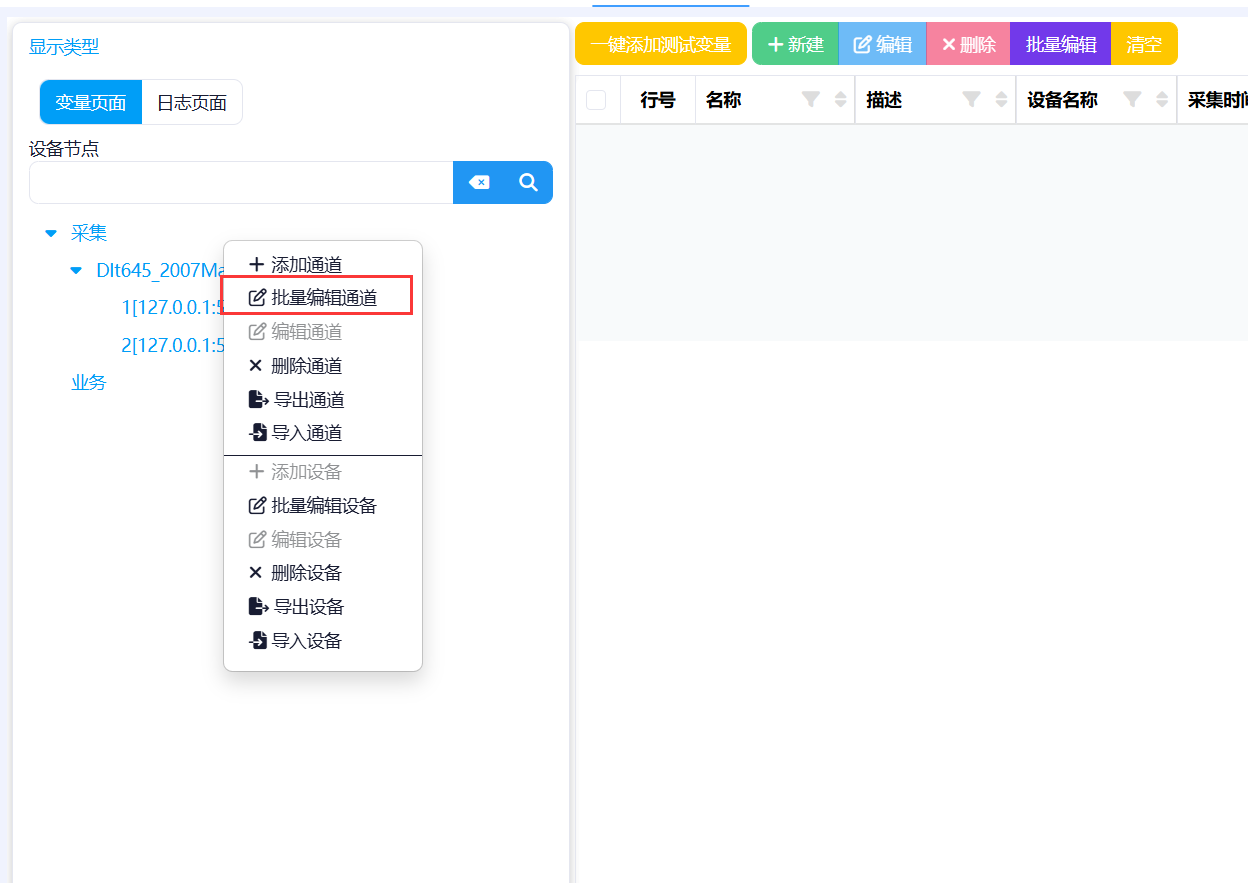 显示类型
变量页面 日志页面
设备节点
采集
Dlt645_2007Ma
1[127.0.0.1:5
2[127.0.0.1:5
业务
添加通道
批量编辑通道
编辑通道
删除通道
导出通道
导入通道
添加设备
批量编辑设备
编辑设备
删除设备
导出设备
导入设备
一键添加测试变量 新建 编辑 删除 批量编辑 清空
行号 名称 描述 设备名称 采集时间